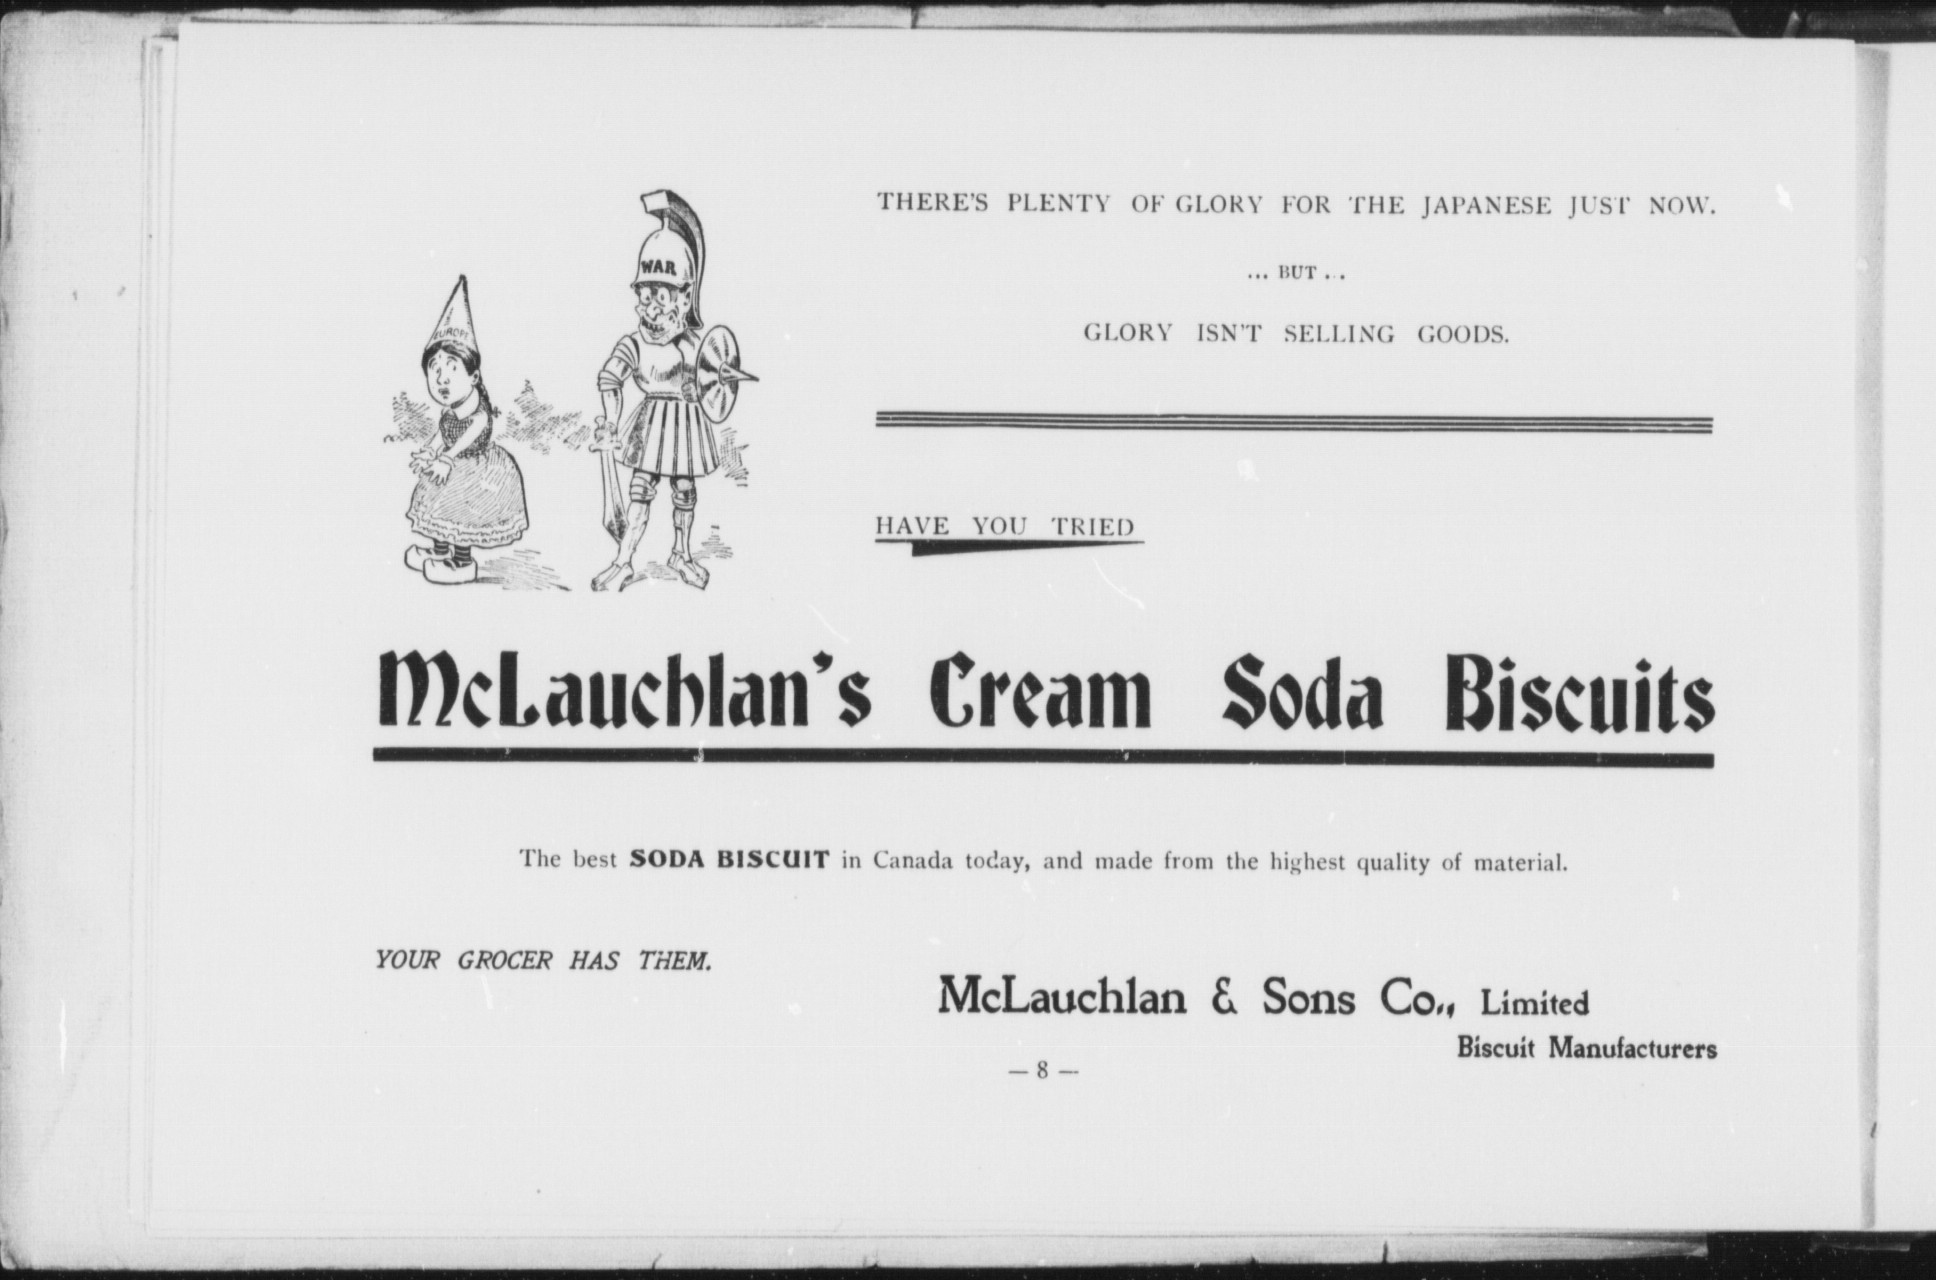 THERE'S PLENTY OF GLORY FOR THE JAPANESE JUST NOW.
... BUT ...
GLORY ISN'T SELLING GOODS.
WAR
EUROPE
HAVE YOU TRIED
McLauchlan's Cream Soda Biscuits
The best SODA BISCUIT in Canada today, and made from the highest quality of material.
YOUR GROCER HAS THEM.
McLauchlan & Sons Co., Limited
Biscuit Manufacturers
— 8 —